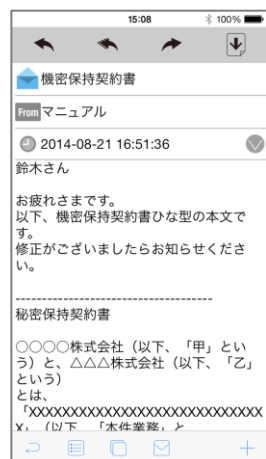 15:08
100%
機密保持契約書
From マニュアル
2014-08-21 16:51:36
鈴木さん
お疲れさまです。
以下、機密保持契約書ひな型の本文で
す。
修正がございましたらお知らせくださ
い。
-----------------------------------
秘密保持契約書
○○○○株式会社（以下、「甲」とい
う）と、△△△株式会社（以下、「乙」
という）
とは、
「XXXXXXXXXXXXXXXXXXXXXXXXXXX
X」（以下、「本件業務」と